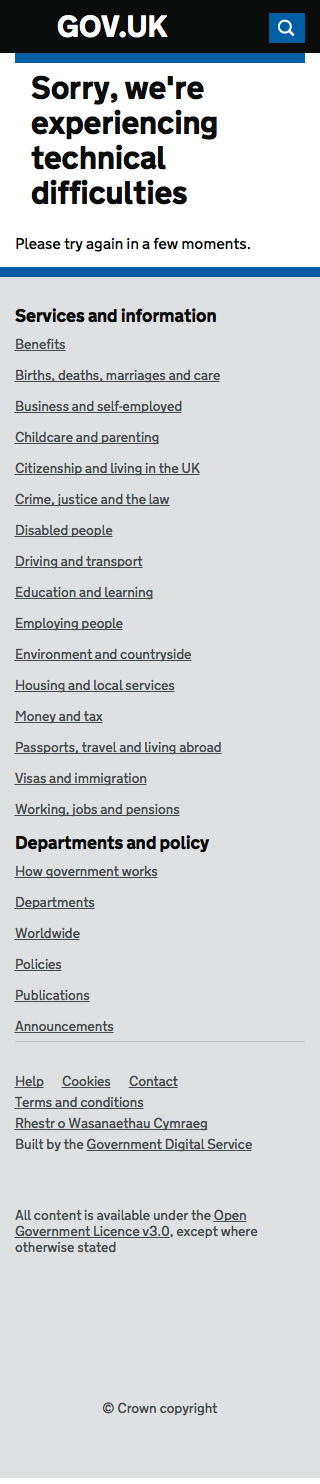 GOV.UK
Sorry, we're
experiencing
technical
difficulties
Please try again in a few moments.
Services and information
Benefits
Births, deaths, marriages and care
Business and self-employed
Childcare and parenting
Citizenship and living in the UK
Crime, justice and the law
Disabled people
Driving and transport
Education and learning
Employing people
Environment and countryside
Housing and local services
Money and tax
Passports, travel and living abroad
Visas and immigration
Working, jobs and pensions
Departments and policy
How government works
Departments
Worldwide
Policies
Publications
Announcements
Help Cookies Contact
Terms and conditions
Rhestr o Wasanaethau Cymraeg
Built by the Government Digital Service
All content is available under the Open
Government Licence v3.0, except where
otherwise stated
© Crown copyright